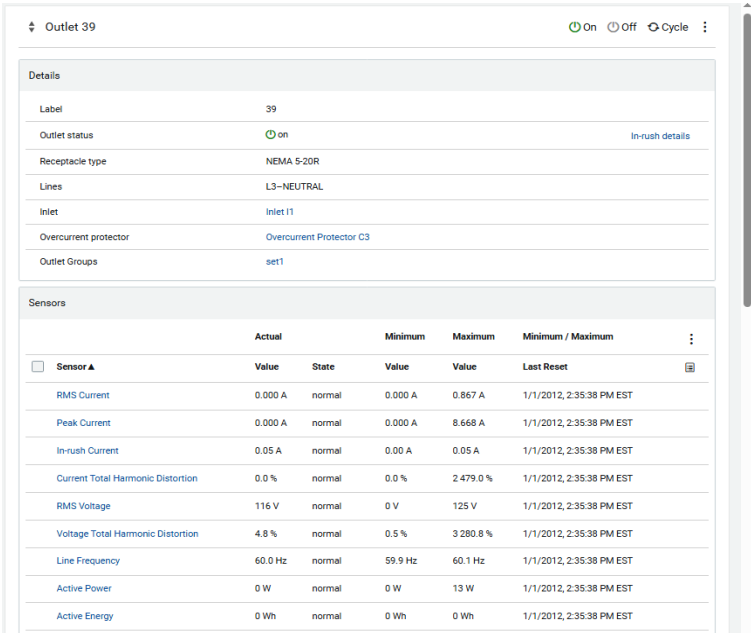 Outlet 39 On Off Cycle
Details
Label 39
Outlet status on In-rush details
Receptacle type NEMA 5-20R
Lines L3–NEUTRAL
Inlet Inlet I1
Overcurrent protector Overcurrent Protector C3
Outlet Groups set1
Sensors
Actual Minimum Maximum Minimum / Maximum
Sensor▲ Value State Value Value Last Reset
RMS Current 0.000 A normal 0.000 A 0.867 A 1/1/2012, 2:35:38 PM EST
Peak Current 0.000 A normal 0.000 A 8.668 A 1/1/2012, 2:35:38 PM EST
In-rush Current 0.05 A normal 0.00 A 0.05 A 1/1/2012, 2:35:38 PM EST
Current Total Harmonic Distortion 0.0 % normal 0.0 % 2 479.0 % 1/1/2012, 2:35:38 PM EST
RMS Voltage 116 V normal 0 V 125 V 1/1/2012, 2:35:38 PM EST
Voltage Total Harmonic Distortion 4.8 % normal 0.5 % 3 280.8 % 1/1/2012, 2:35:38 PM EST
Line Frequency 60.0 Hz normal 59.9 Hz 60.1 Hz 1/1/2012, 2:35:38 PM EST
Active Power 0 W normal 0 W 13 W 1/1/2012, 2:35:38 PM EST
Active Energy 0 Wh normal 0 Wh 0 Wh 1/1/2012, 2:35:38 PM EST